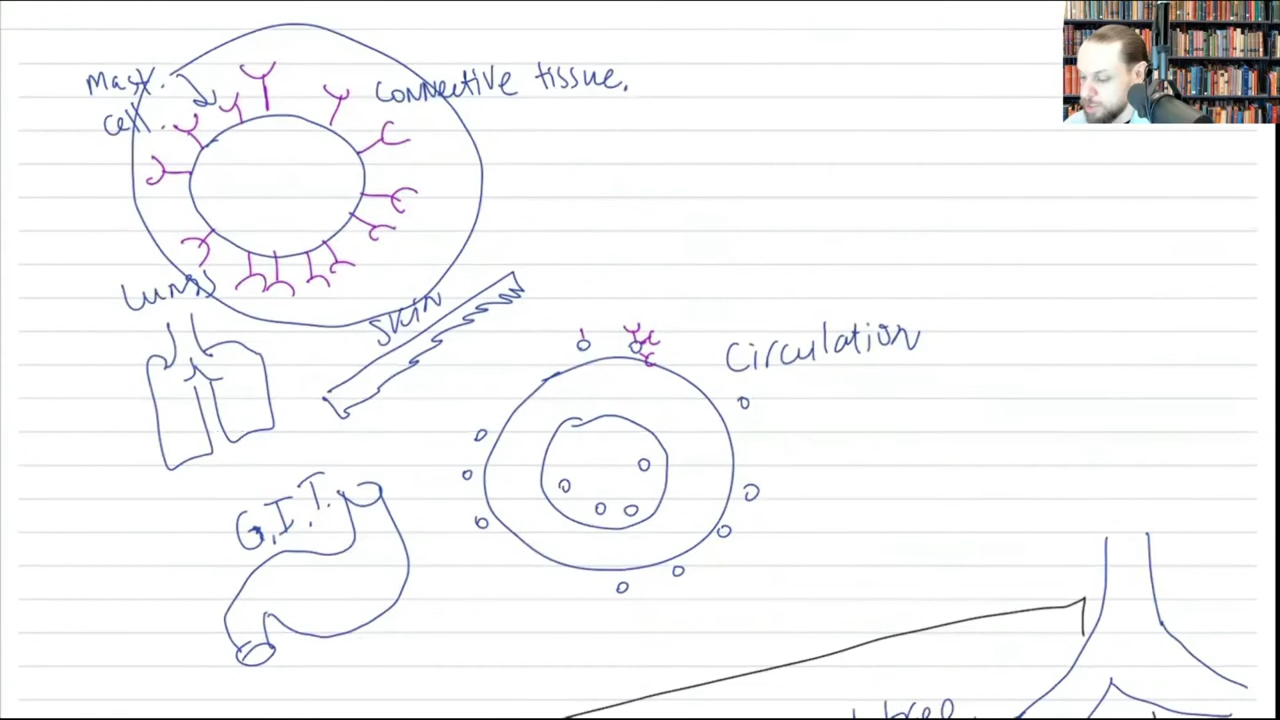 mast connective tissue.
cell.
Lungs
Skin
Circulation
G.I.T.